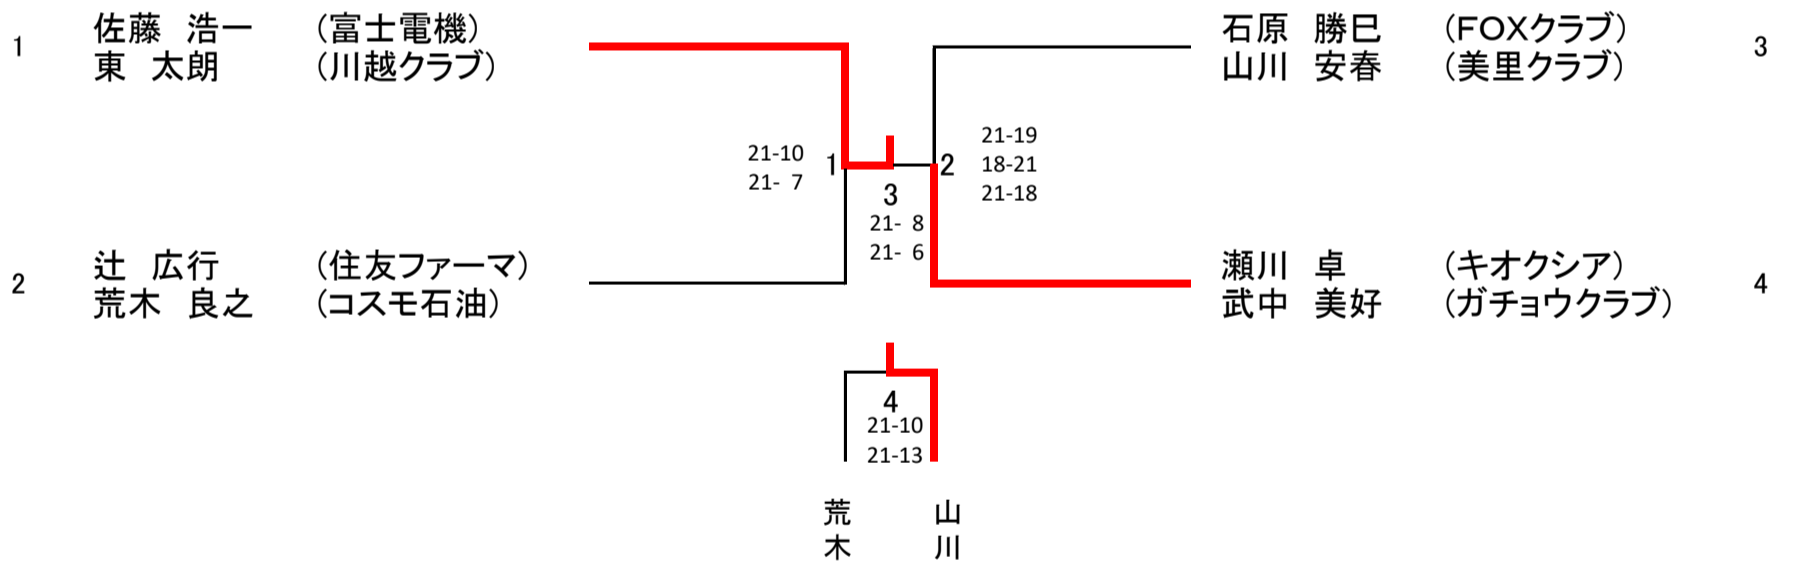 1 佐藤 浩一 (富士電機)
東 太朗 (川越クラブ)
石原 勝巳 (FOXクラブ) 3
山川 安春 (美里クラブ)
21-10 1
21- 7
2 21-19
18-21
21-18
3
21- 8
21- 6
2 辻 広行 (住友ファーマ)
荒木 良之 (コスモ石油)
瀬川 卓 (キオクシア) 4
武中 美好 (ガチョウクラブ)
4
21-10
21-13
荒木
山川